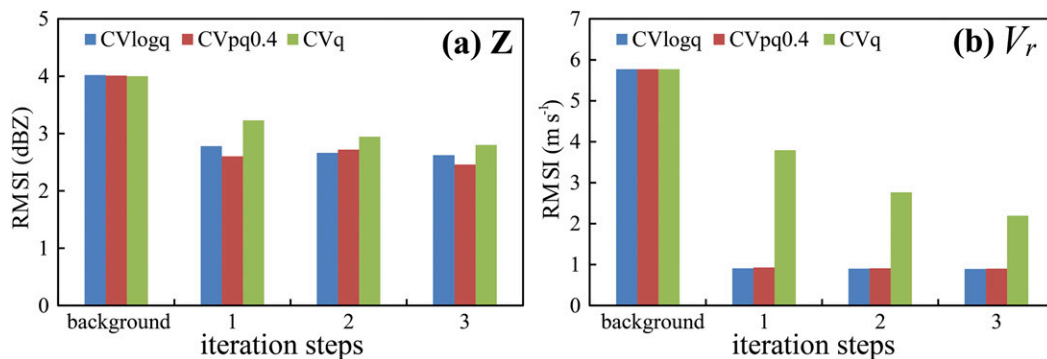 (a) Z
CVlogq CVpq0.4 CVq
5
4
3
2
1
0
RMSI (dBZ)
background 1 2 3
iteration steps
(b) Vr
CVlogq CVpq0.4 CVq
7
6
5
4
3
2
1
0
RMSI (m s⁻¹)
background 1 2 3
iteration steps